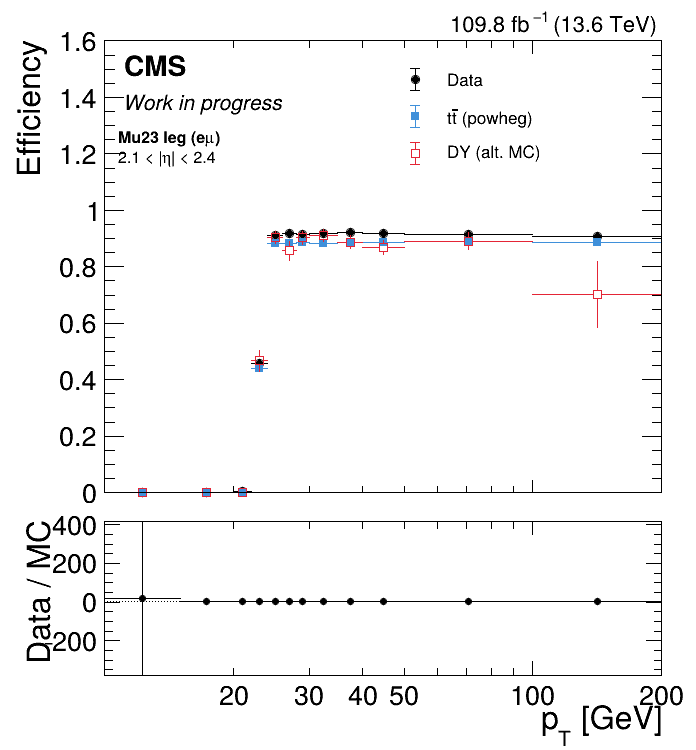 109.8 fb⁻¹ (13.6 TeV)
Efficiency
CMS
Work in progress
Mu23 leg (eμ)
2.1 < |η| < 2.4
Data
tt̄ (powheg)
DY (alt. MC)
1.6
1.4
1.2
1
0.8
0.6
0.4
0.2
0
Data / MC
400
200
0
200
20 30 40 50 100 200
p_T [GeV]